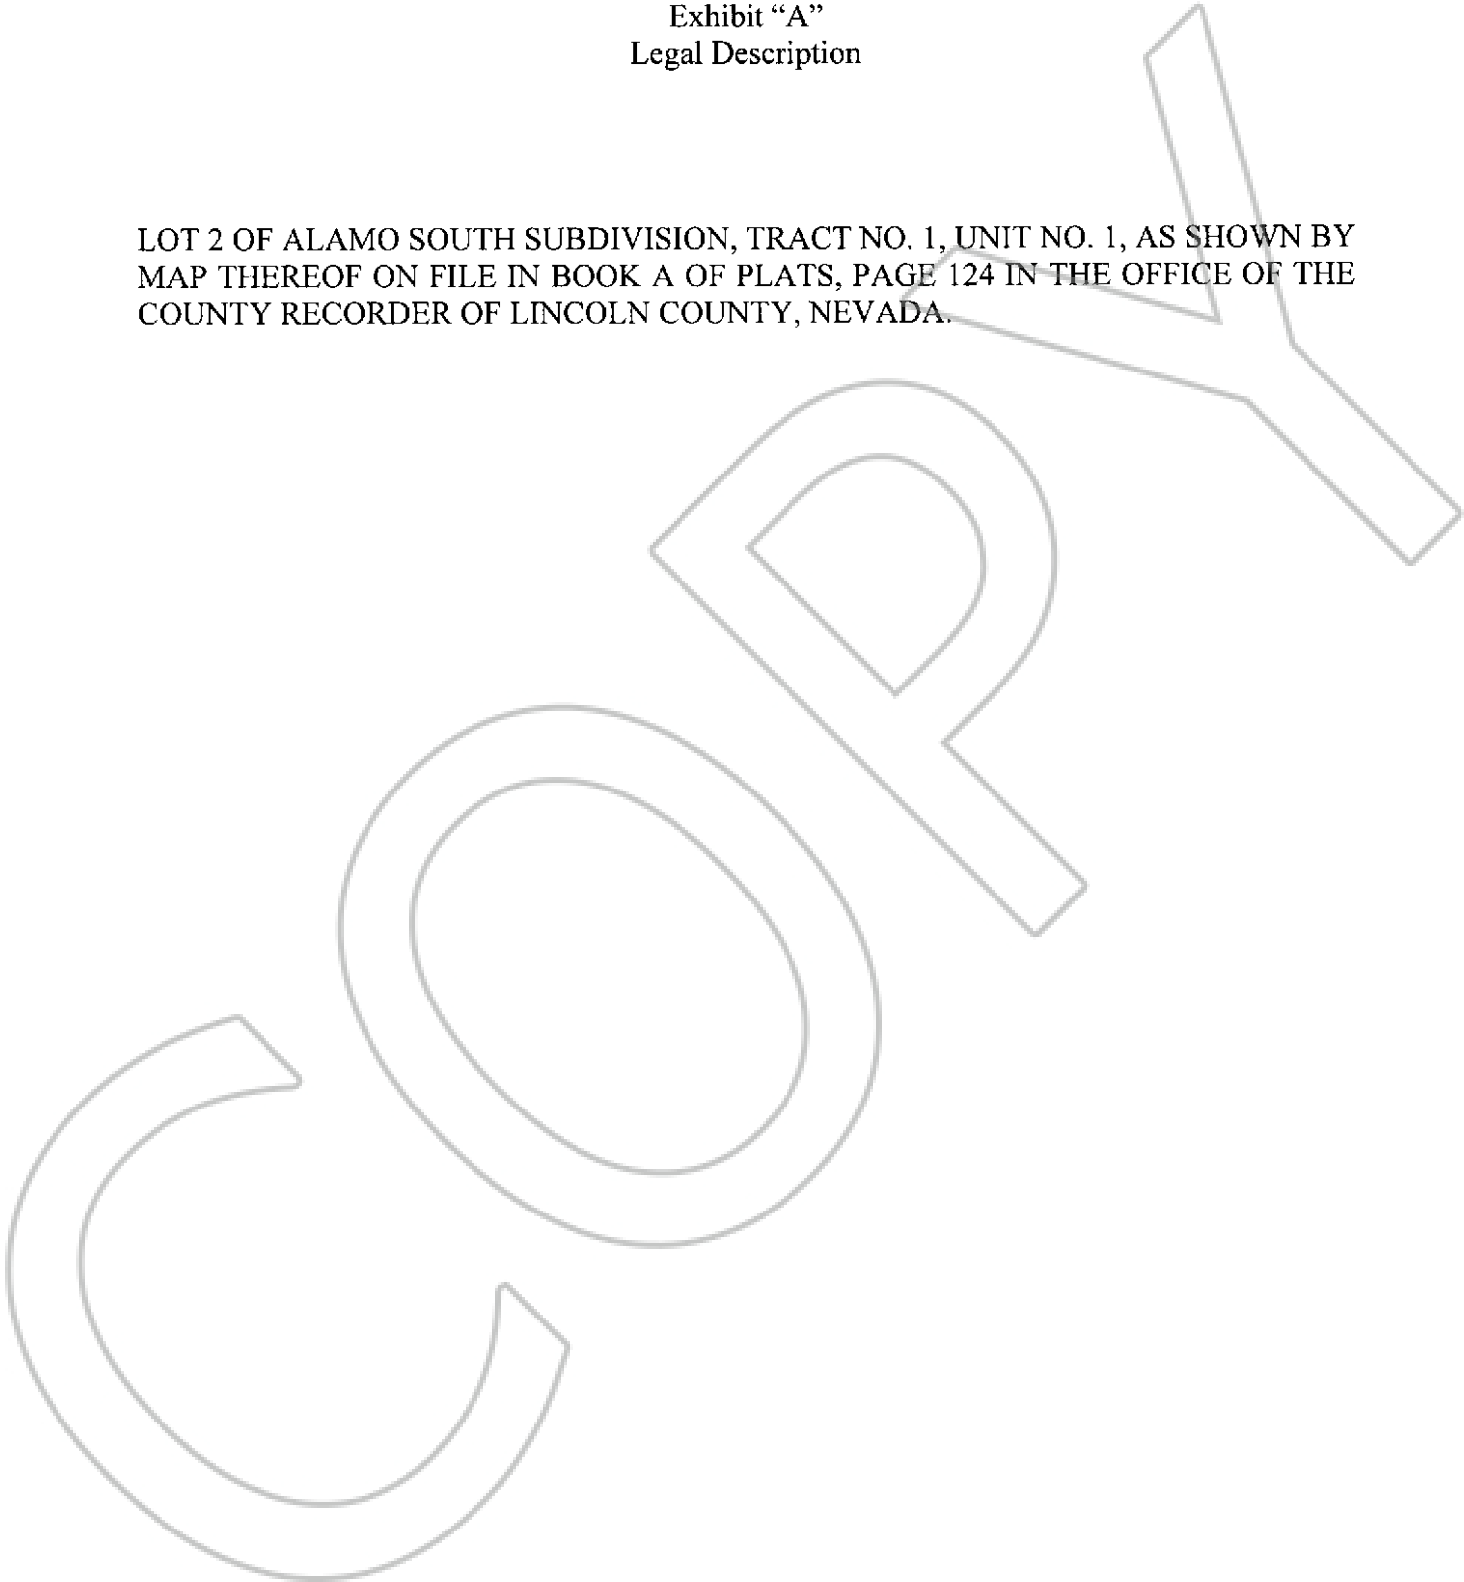 Exhibit “A”
Legal Description
LOT 2 OF ALAMO SOUTH SUBDIVISION, TRACT NO. 1, UNIT NO. 1, AS SHOWN BY
MAP THEREOF ON FILE IN BOOK A OF PLATS, PAGE 124 IN THE OFFICE OF THE
COUNTY RECORDER OF LINCOLN COUNTY, NEVADA.
COPY